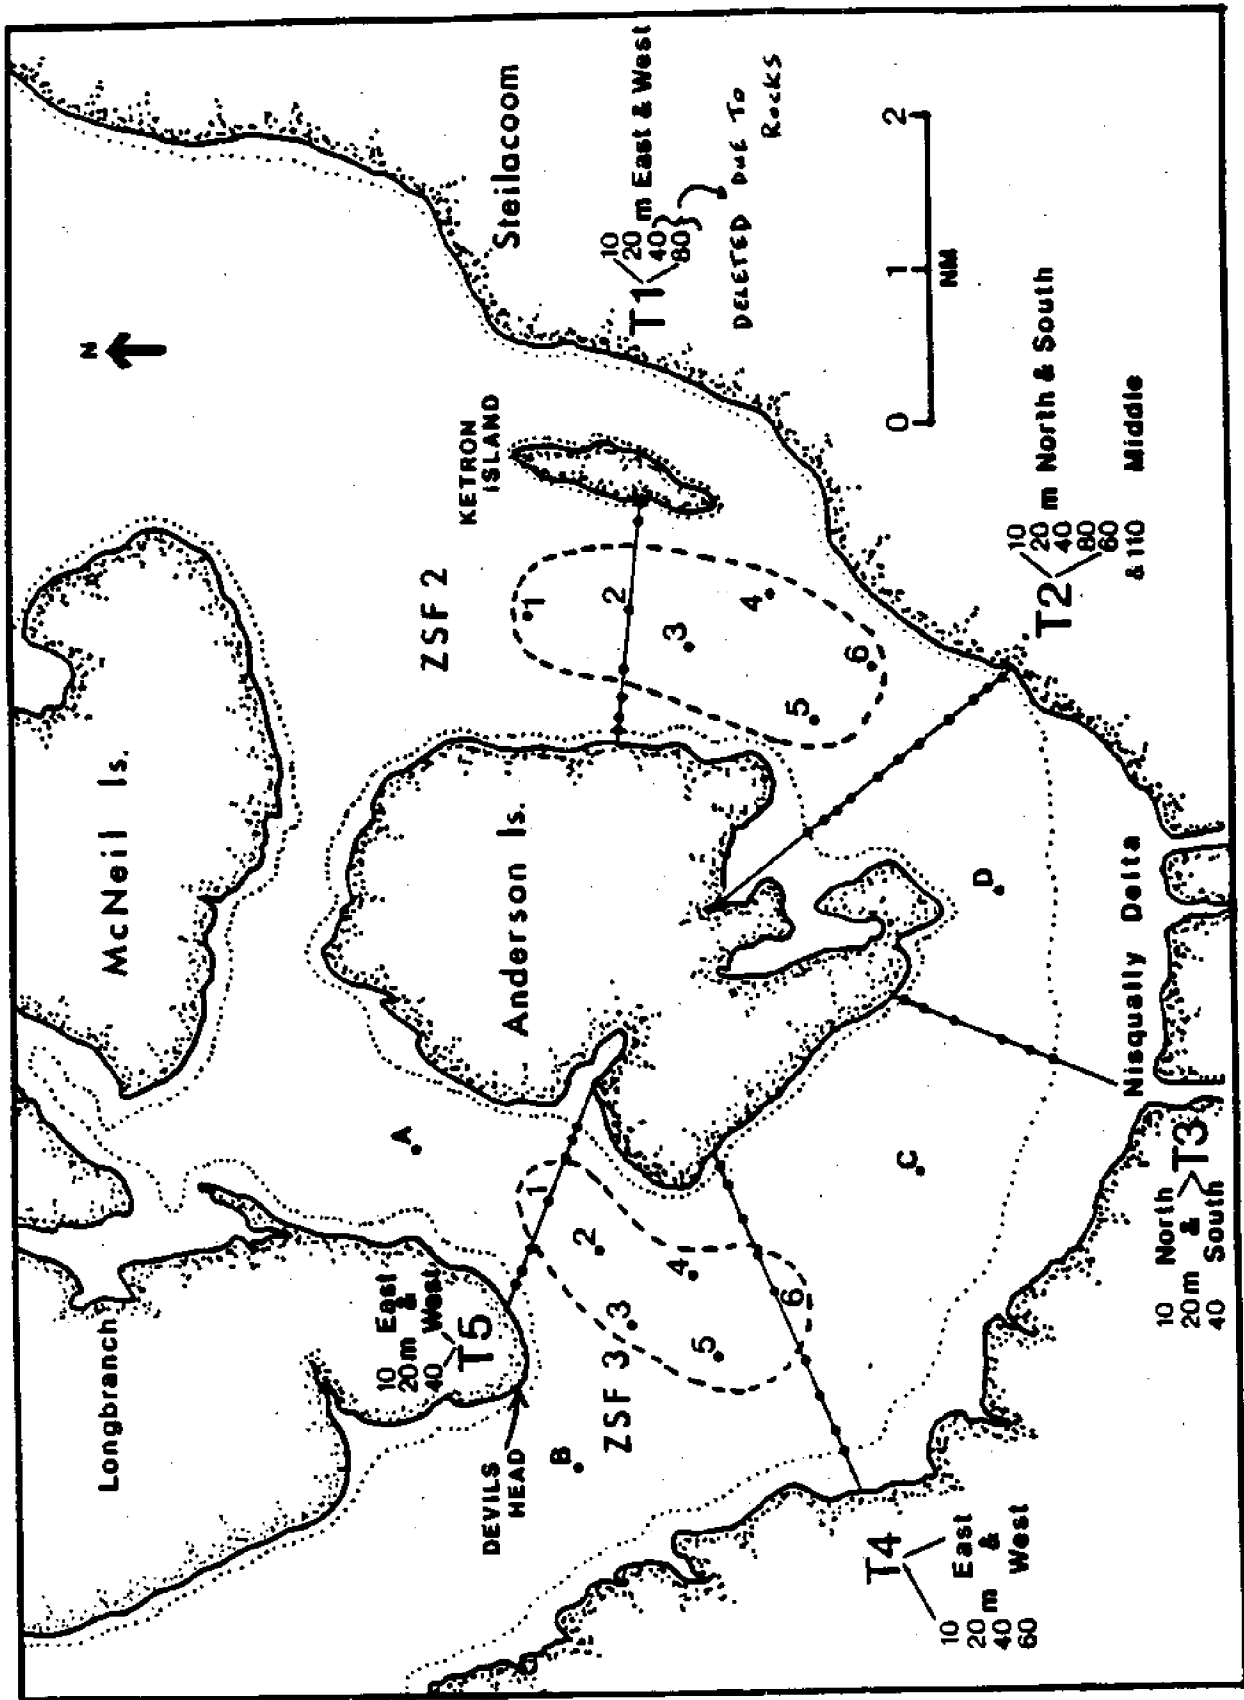 N
McNeil Is.
Longbranch
Steilacoom
KETRON
ISLAND
ZSF 2
1
2
3
4
5
6
T1
10
20 m East & West
40
80
DELETED DUE TO
Rocks
Anderson Is.
A
10 East
20m &
40 West
T5
DEVILS
HEAD
B
ZSF 3
1
2
3
4
5
6
C
D
0 1 2
NM
T2
10
20 m North & South
40
80
60
& 110 Middle
Nisqually Delta
10 North
20m &
40 South
T3
T4
10 East
20 m &
40 West
60